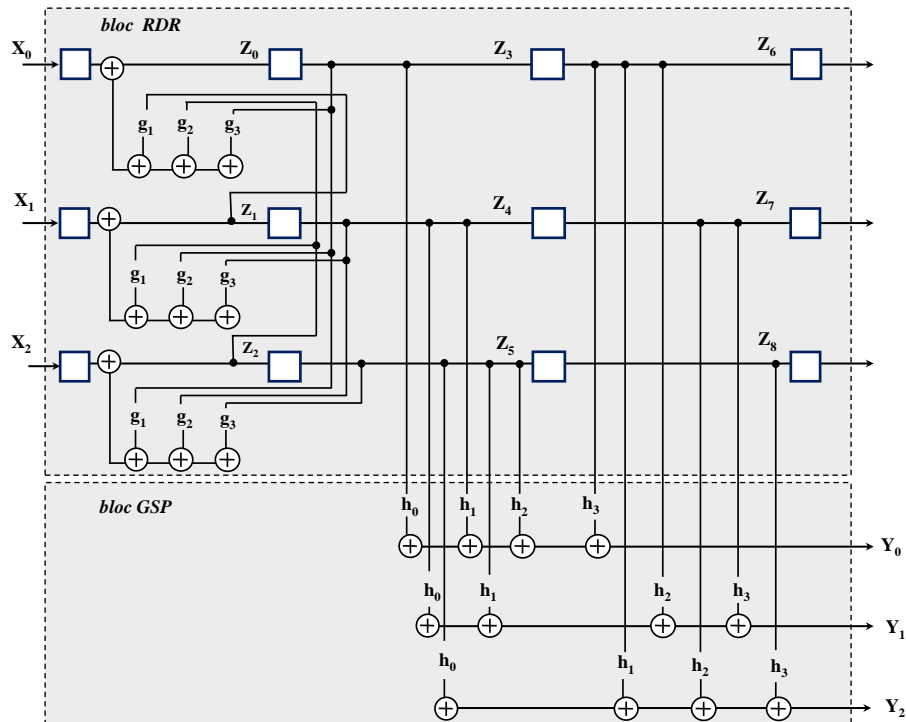 bloc RDR
X₀ Z₀ Z₃ Z₆
g₁ g₂ g₃
X₁ Z₁ Z₄ Z₇
g₁ g₂ g₃
X₂ Z₂ Z₅ Z₈
g₁ g₂ g₃
bloc GSP
h₀ h₁ h₂ h₃
Y₀
h₀ h₁ h₂ h₃
Y₁
h₀ h₁ h₂ h₃
Y₂